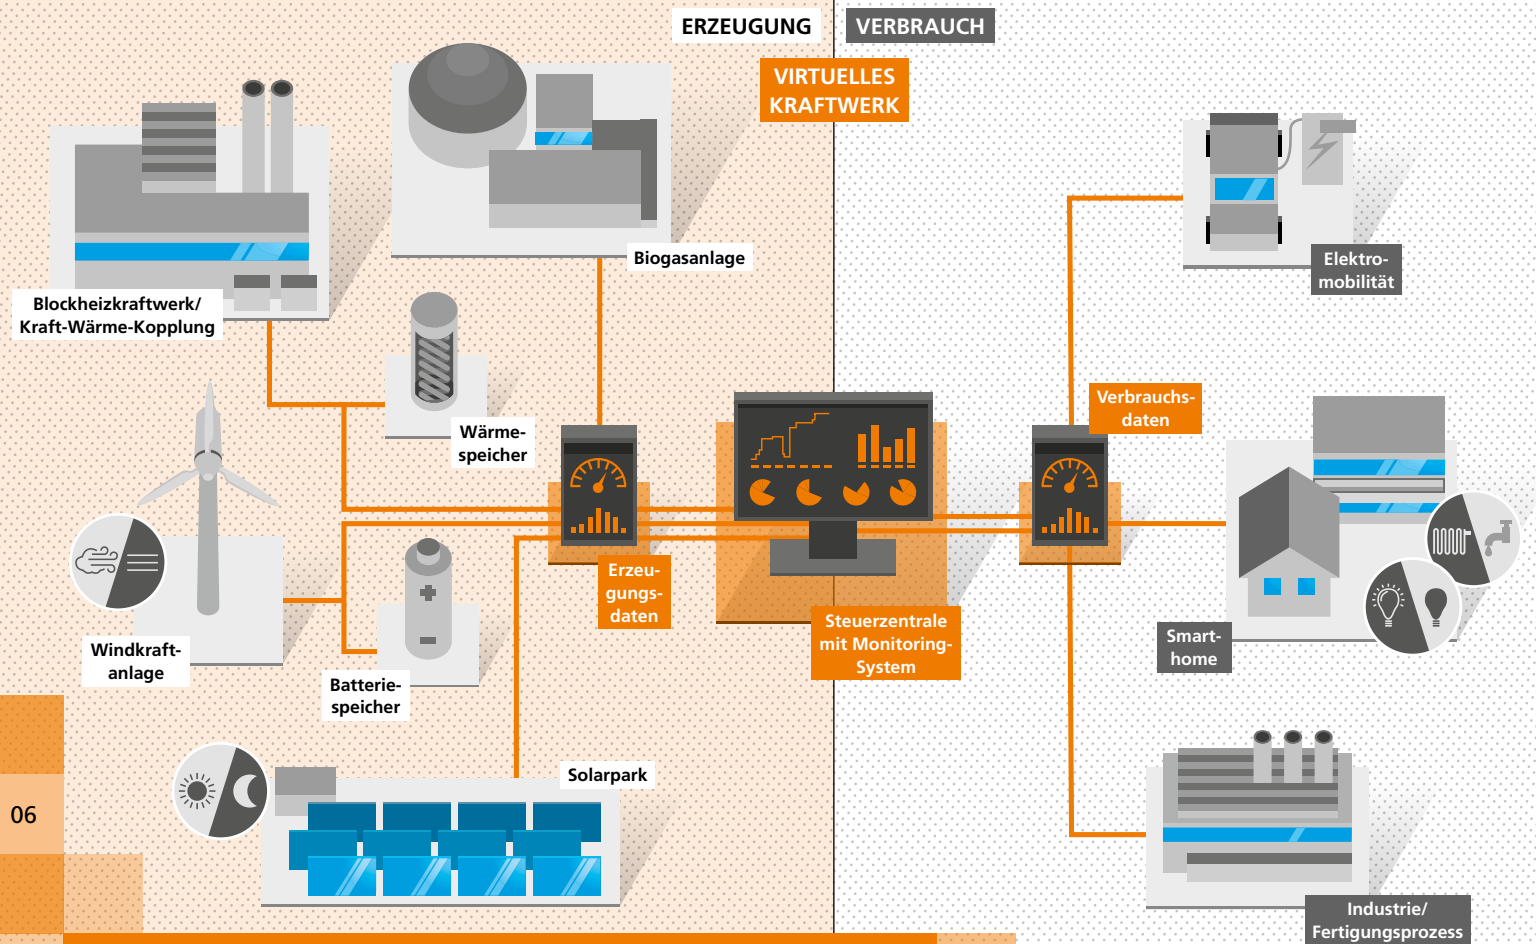 ERZEUGUNG
VERBRAUCH
VIRTUELLES
KRAFTWERK
Biogasanlage
Elektro-
mobilität
Blockheizkraftwerk/
Kraft-Wärme-Kopplung
Wärme-
speicher
Verbrauchs-
daten
Erzeu-
gungs-
daten
Steuerzentrale
mit Monitoring-
System
Smart-
home
Windkraft-
anlage
Batterie-
speicher
Solarpark
06
Industrie/
Fertigungsprozess